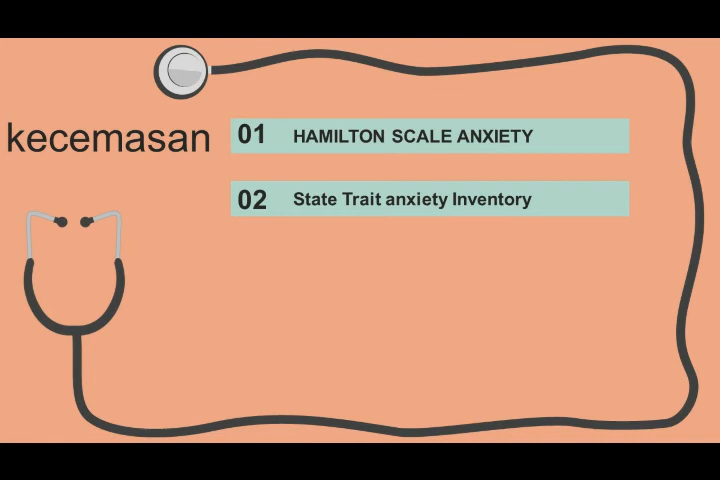 kecemasan
01 HAMILTON SCALE ANXIETY
02 State Trait anxiety Inventory